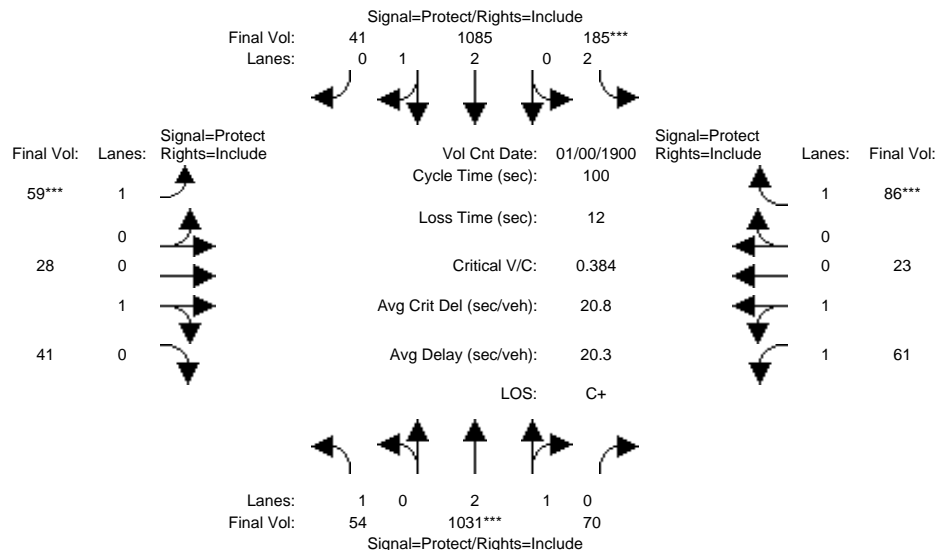 Signal=Protect/Rights=Include
Final Vol: 41 1085 185***
Lanes: 0 1 2 0 2
Signal=Protect Signal=Protect
Final Vol: Lanes: Rights=Include Vol Cnt Date: 01/00/1900 Rights=Include Lanes: Final Vol:
Cycle Time (sec): 100
59*** 1 1 86***
Loss Time (sec): 12
0 0
28 0 Critical V/C: 0.384 0 23
1 Avg Crit Del (sec/veh): 20.8 1
41 0 Avg Delay (sec/veh): 20.3 1 61
LOS: C+
Lanes: 1 0 2 1 0
Final Vol: 54 1031*** 70
Signal=Protect/Rights=Include